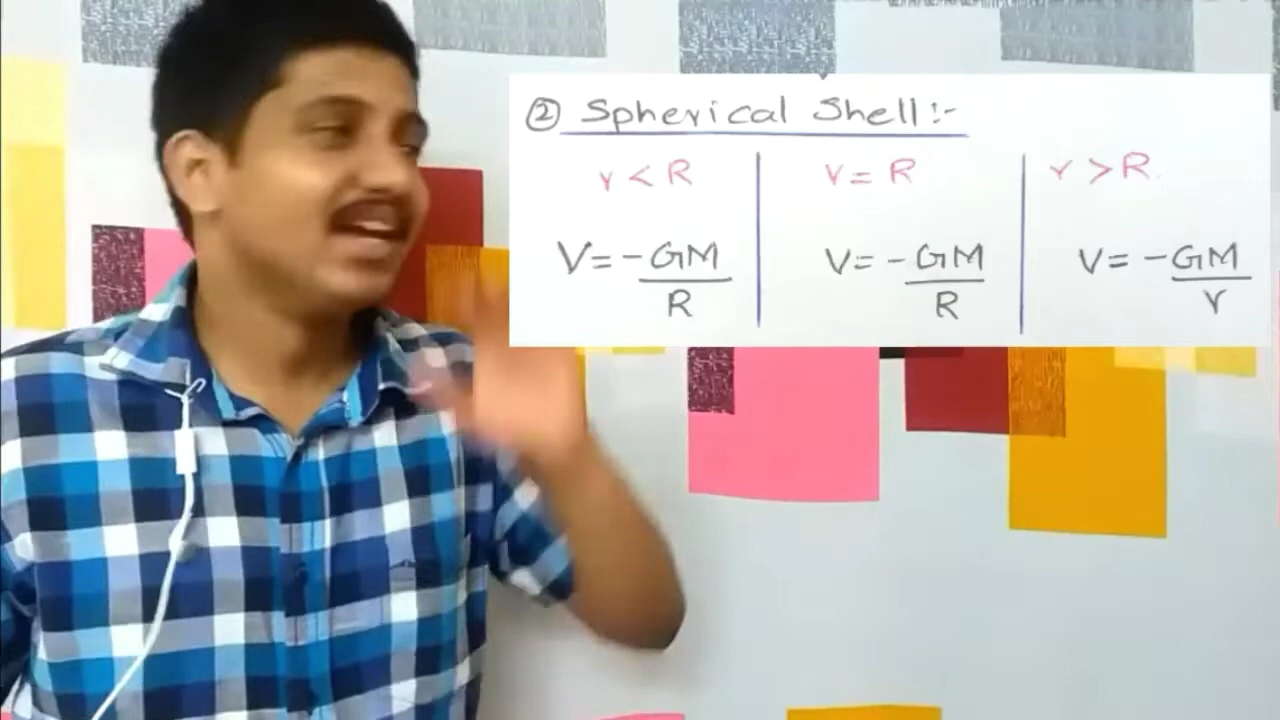 ② Spherical Shell :-
r < R | r = R | r > R
V = - GM/R | V = - GM/R | V = - GM/r